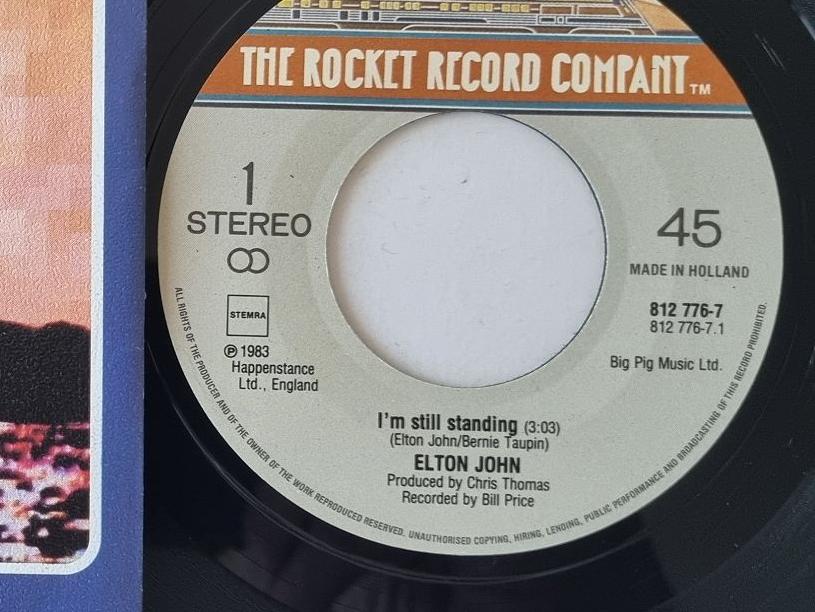 THE ROCKET RECORD COMPANY TM
1
STEREO
45
MADE IN HOLLAND
STEMRA
812 776-7
812 776-7.1
℗ 1983
Happenstance
Ltd., England
Big Pig Music Ltd.
I'm still standing (3:03)
(Elton John/Bernie Taupin)
ELTON JOHN
Produced by Chris Thomas
Recorded by Bill Price
ALL RIGHTS OF THE PRODUCER AND OF THE OWNER OF THE WORK REPRODUCED RESERVED. UNAUTHORISED COPYING, HIRING, LENDING, PUBLIC PERFORMANCE AND BROADCASTING OF THIS RECORD PROHIBITED.